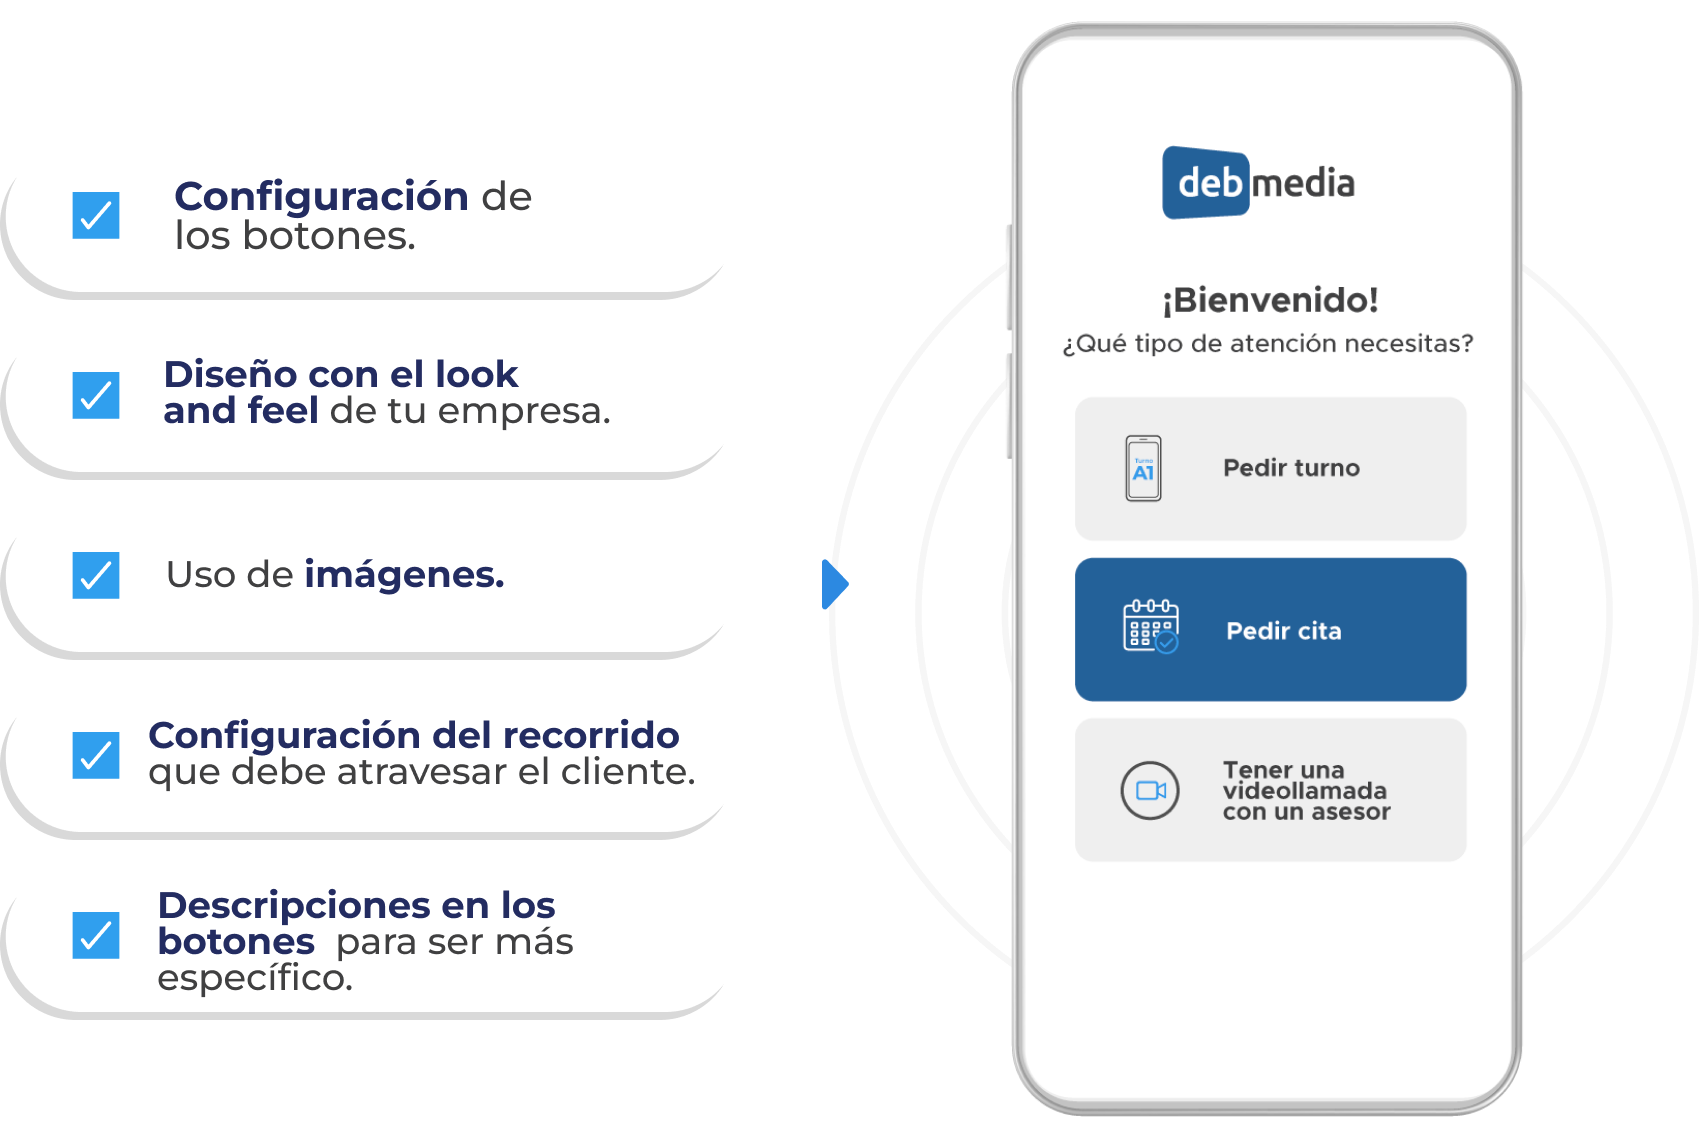 Configuración de
los botones.
Diseño con el look
and feel de tu empresa.
Uso de imágenes.
Configuración del recorrido
que debe atravesar el cliente.
Descripciones en los
botones para ser más
específico.
debmedia
¡Bienvenido!
¿Qué tipo de atención necesitas?
Turno
A1
Pedir turno
Pedir cita
Tener una
videollamada
con un asesor